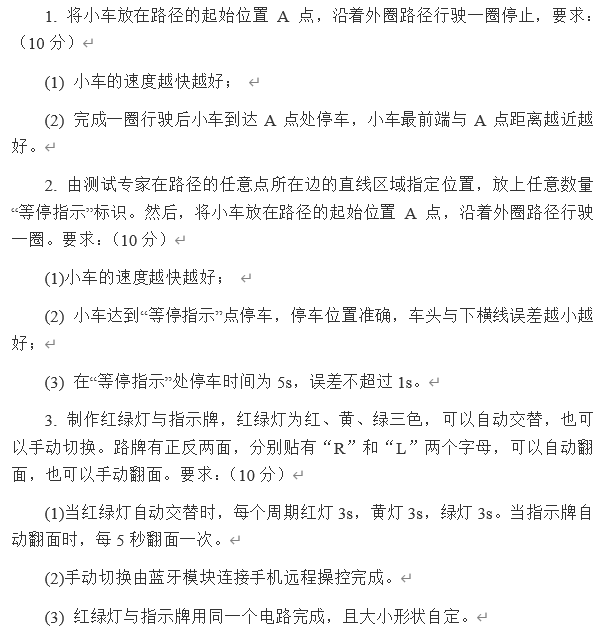 1. 将小车放在路径的起始位置 A 点，沿着外圈路径行驶一圈停止，要求：
（10 分）
(1) 小车的速度越快越好；
(2) 完成一圈行驶后小车到达 A 点处停车，小车最前端与 A 点距离越近越
好。
2. 由测试专家在路径的任意点所在边的直线区域指定位置，放上任意数量
“等停指示”标识。然后，将小车放在路径的起始位置 A 点，沿着外圈路径行驶
一圈。要求：（10 分）
(1)小车的速度越快越好；
(2) 小车达到“等停指示”点停车，停车位置准确，车头与下横线误差越小越
好；
(3) 在“等停指示”处停车时间为 5s，误差不超过 1s。
3. 制作红绿灯与指示牌，红绿灯为红、黄、绿三色，可以自动交替，也可
以手动切换。路牌有正反两面，分别贴有“R”和“L”两个字母，可以自动翻
面，也可以手动翻面。要求：（10 分）
(1)当红绿灯自动交替时，每个周期红灯 3s，黄灯 3s，绿灯 3s。当指示牌自
动翻面时，每 5 秒翻面一次。
(2)手动切换由蓝牙模块连接手机远程操控完成。
(3) 红绿灯与指示牌用同一个电路完成，且大小形状自定。